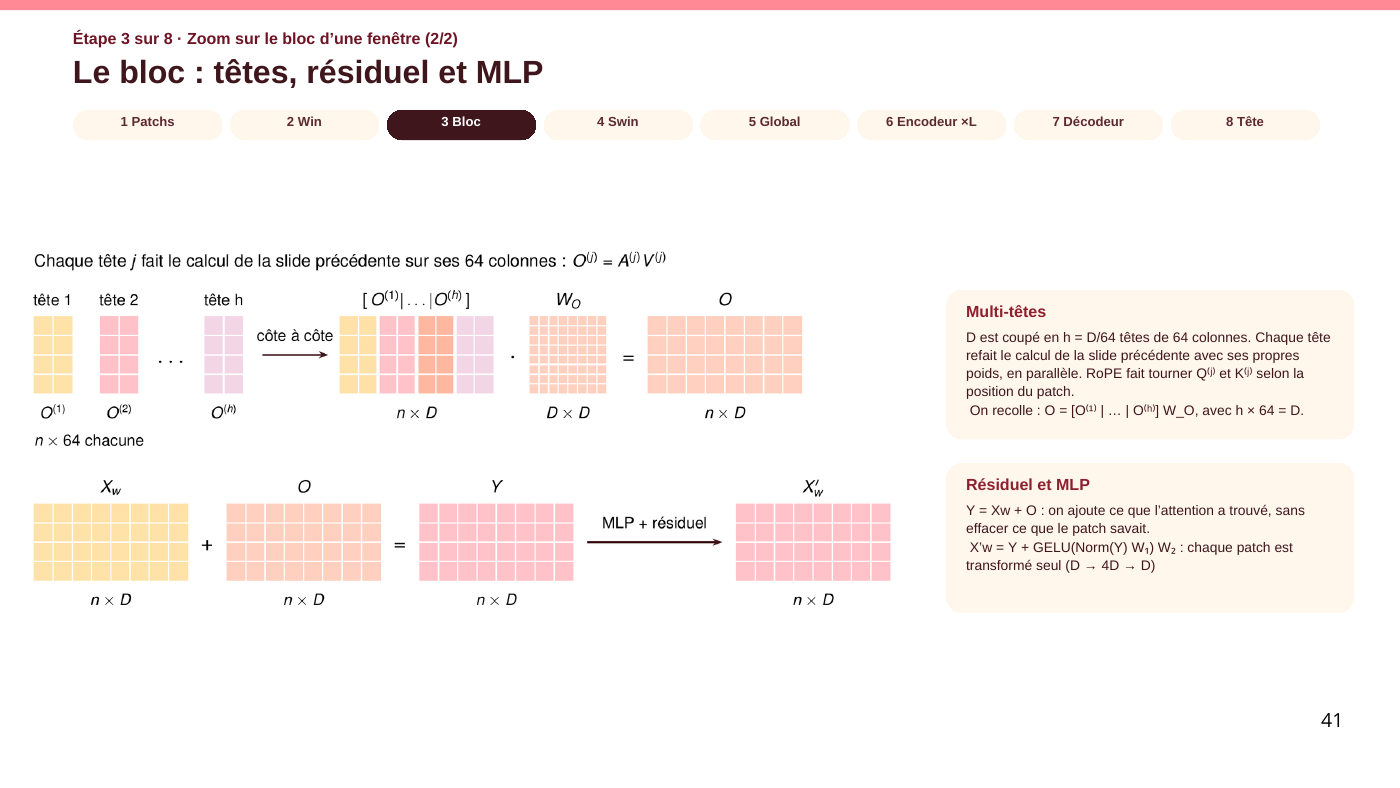 Étape 3 sur 8 · Zoom sur le bloc d’une fenêtre (2/2)
Le bloc : têtes, résiduel et MLP
1 Patchs 2 Win 3 Bloc 4 Swin 5 Global 6 Encodeur ×L 7 Décodeur 8 Tête
Chaque tête j fait le calcul de la slide précédente sur ses 64 colonnes : O⁽ʲ⁾ = A⁽ʲ⁾V⁽ʲ⁾
tête 1 tête 2 tête h [ O⁽¹⁾| . . . |O⁽ʰ⁾ ] W_O O
. . . côte à côte · =
O⁽¹⁾ O⁽²⁾ O⁽ʰ⁾ n × D D × D n × D
n × 64 chacune
X_w O Y X′_w
+ = MLP + résiduel
n × D n × D n × D n × D
Multi-têtes
D est coupé en h = D/64 têtes de 64 colonnes. Chaque tête
refait le calcul de la slide précédente avec ses propres
poids, en parallèle. RoPE fait tourner Q⁽ʲ⁾ et K⁽ʲ⁾ selon la
position du patch.
On recolle : O = [O⁽¹⁾ | … | O⁽ʰ⁾] W_O, avec h × 64 = D.
Résiduel et MLP
Y = Xw + O : on ajoute ce que l’attention a trouvé, sans
effacer ce que le patch savait.
X’w = Y + GELU(Norm(Y) W₁) W₂ : chaque patch est
transformé seul (D → 4D → D)
41